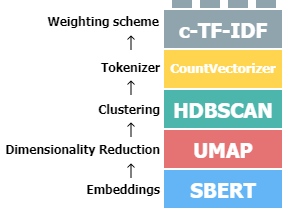 Weighting scheme c-TF-IDF
Tokenizer CountVectorizer
Clustering HDBSCAN
Dimensionality Reduction UMAP
Embeddings SBERT